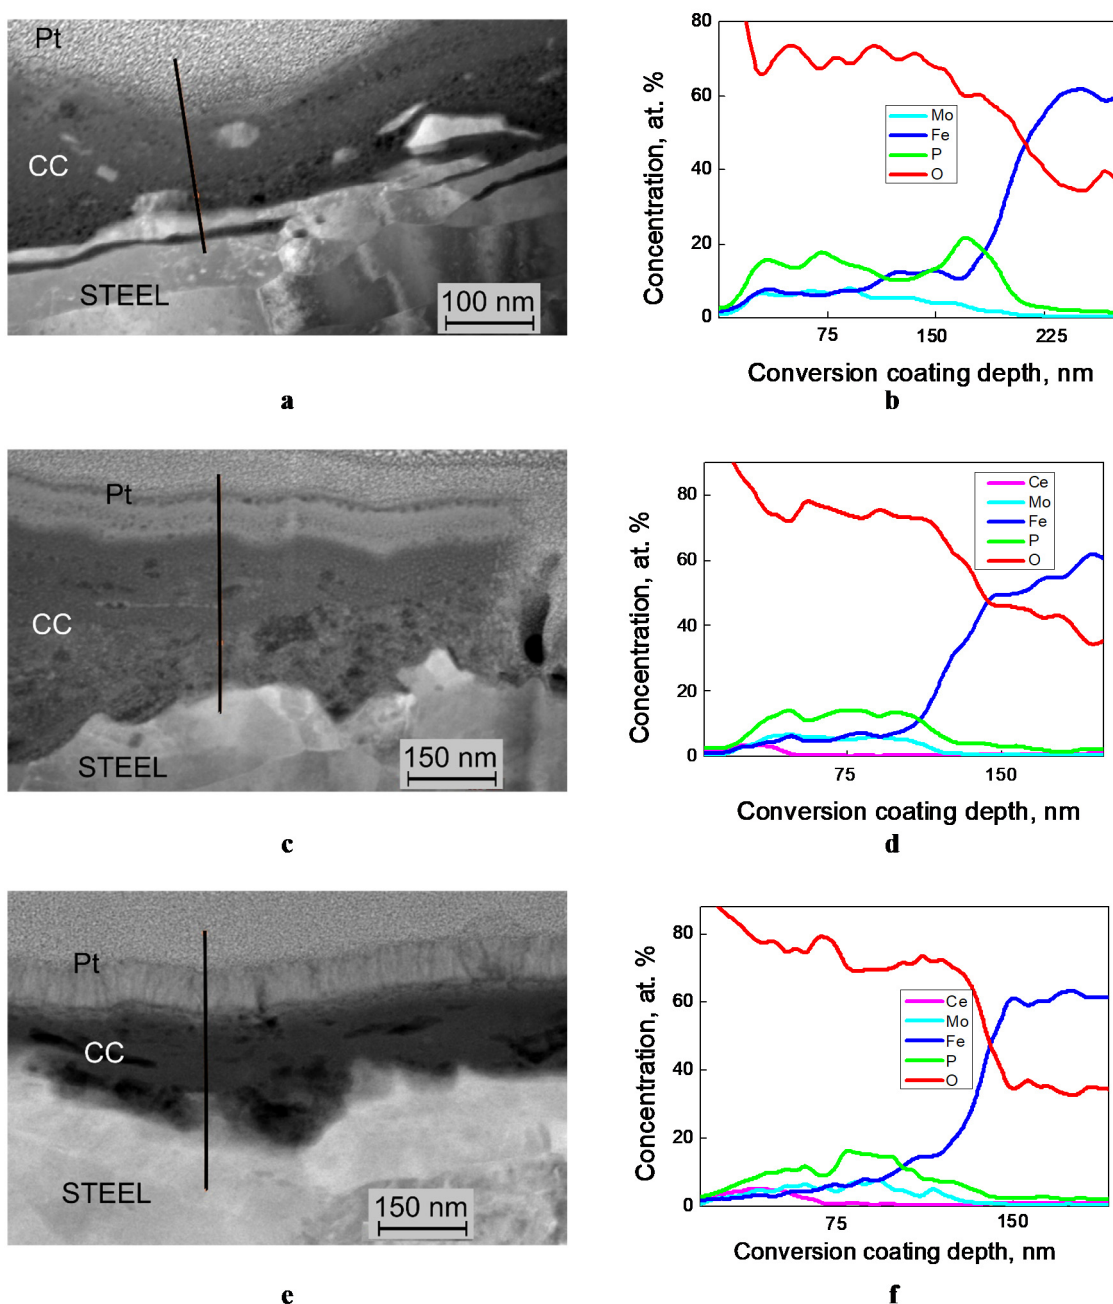 Pt
CC
STEEL
100 nm
a
Concentration, at. %
80
60
40
20
0
Mo
Fe
P
O
75
150
225
Conversion coating depth, nm
b
Pt
CC
STEEL
150 nm
c
Concentration, at. %
80
60
40
20
0
Ce
Mo
Fe
P
O
75
150
Conversion coating depth, nm
d
Pt
CC
STEEL
150 nm
e
Concentration, at. %
80
60
40
20
0
Ce
Mo
Fe
P
O
75
150
Conversion coating depth, nm
f